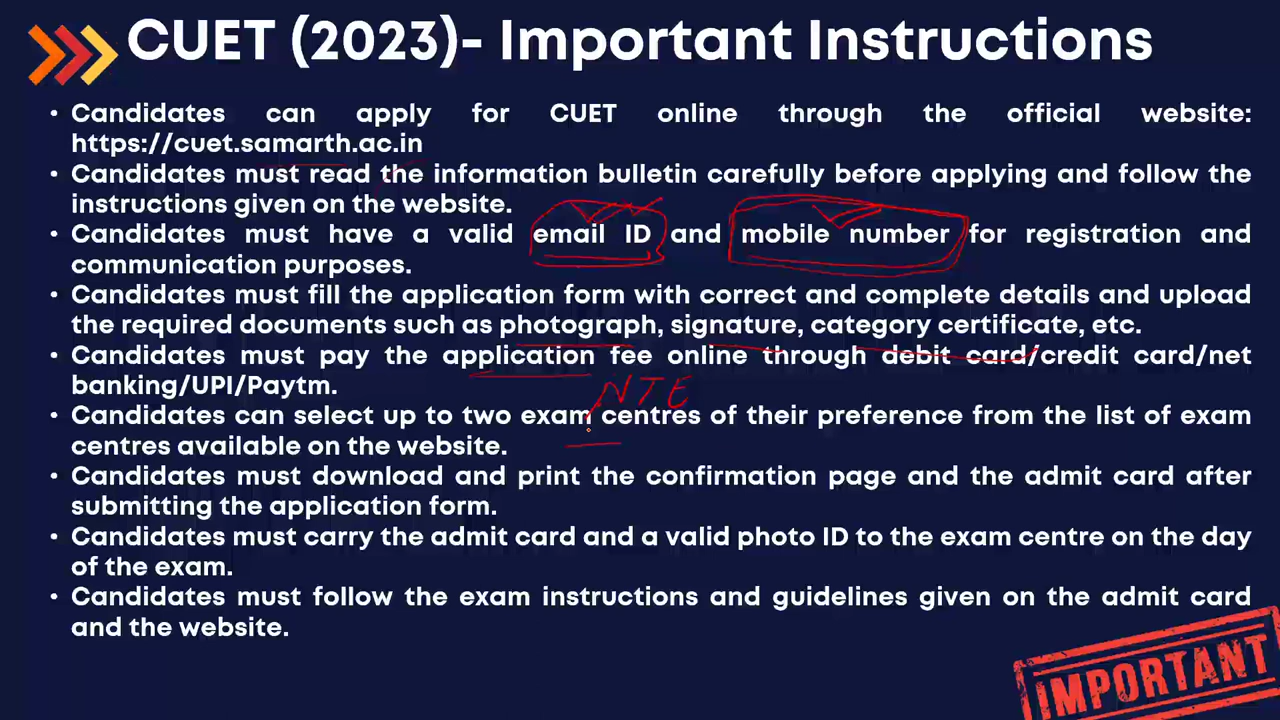 CUET (2023)- Important Instructions
• Candidates can apply for CUET online through the official website:
https://cuet.samarth.ac.in
• Candidates must read the information bulletin carefully before applying and follow the
instructions given on the website.
• Candidates must have a valid email ID and mobile number for registration and
communication purposes.
• Candidates must fill the application form with correct and complete details and upload
the required documents such as photograph, signature, category certificate, etc.
• Candidates must pay the application fee online through debit card/credit card/net
banking/UPI/Paytm.
NTE
• Candidates can select up to two exam centres of their preference from the list of exam
centres available on the website.
• Candidates must download and print the confirmation page and the admit card after
submitting the application form.
• Candidates must carry the admit card and a valid photo ID to the exam centre on the day
of the exam.
• Candidates must follow the exam instructions and guidelines given on the admit card
and the website.
IMPORTANT